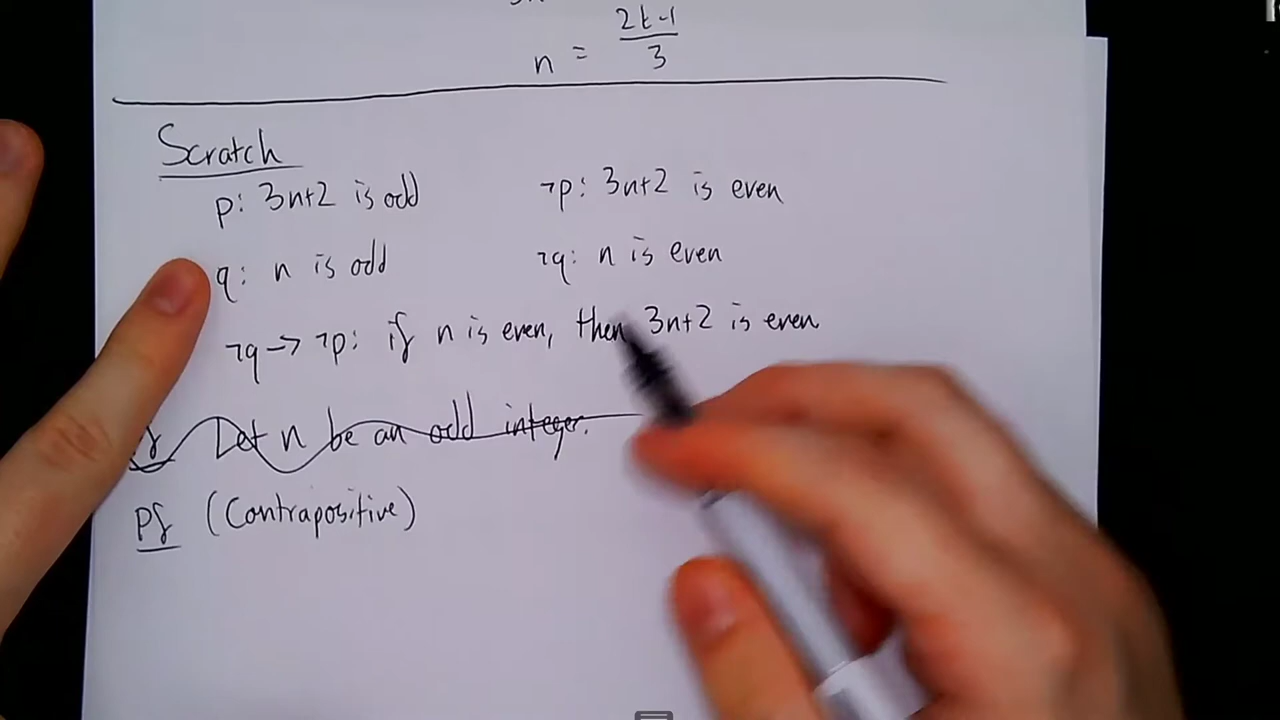 n = 2k-1 / 3
Scratch
p: 3n+2 is odd ¬p: 3n+2 is even
q: n is odd ¬q: n is even
¬q → ¬p: if n is even, then 3n+2 is even
Let n be an odd integer.
Pf (Contrapositive)